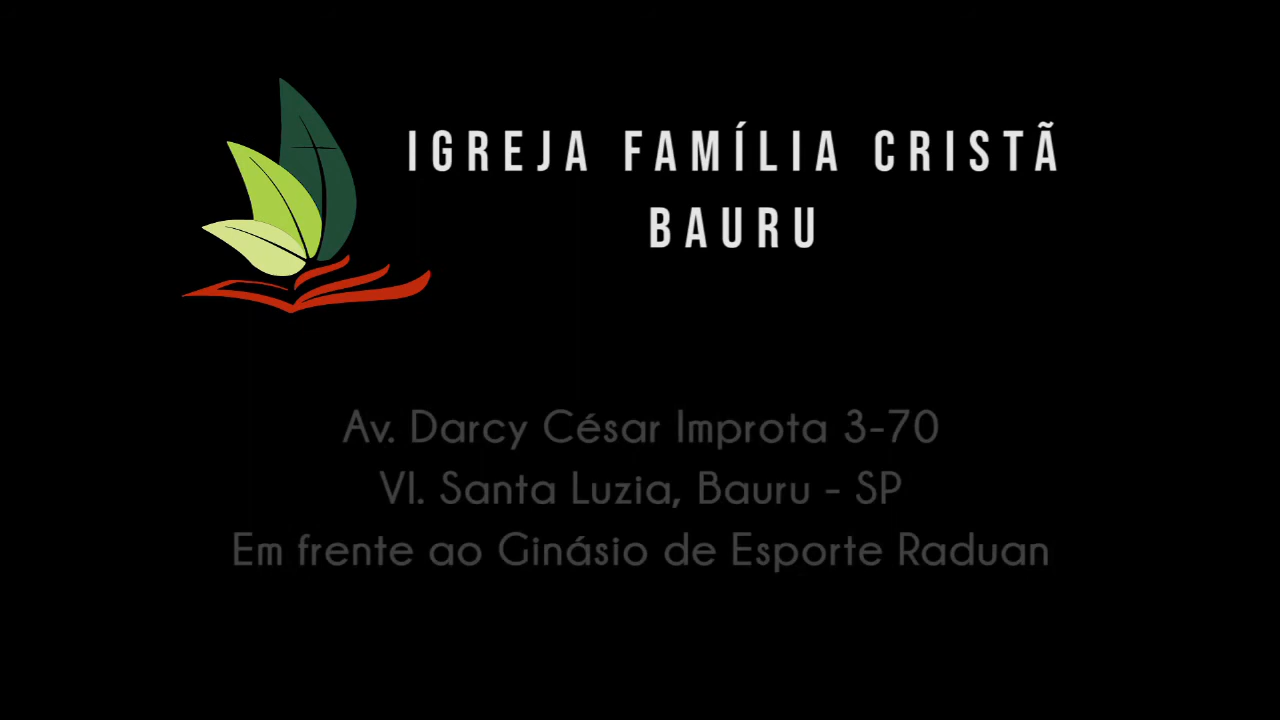 IGREJA FAMÍLIA CRISTÃ
BAURU
Av. Darcy César Improta 3-70
Vl. Santa Luzia, Bauru - SP
Em frente ao Ginásio de Esporte Raduan